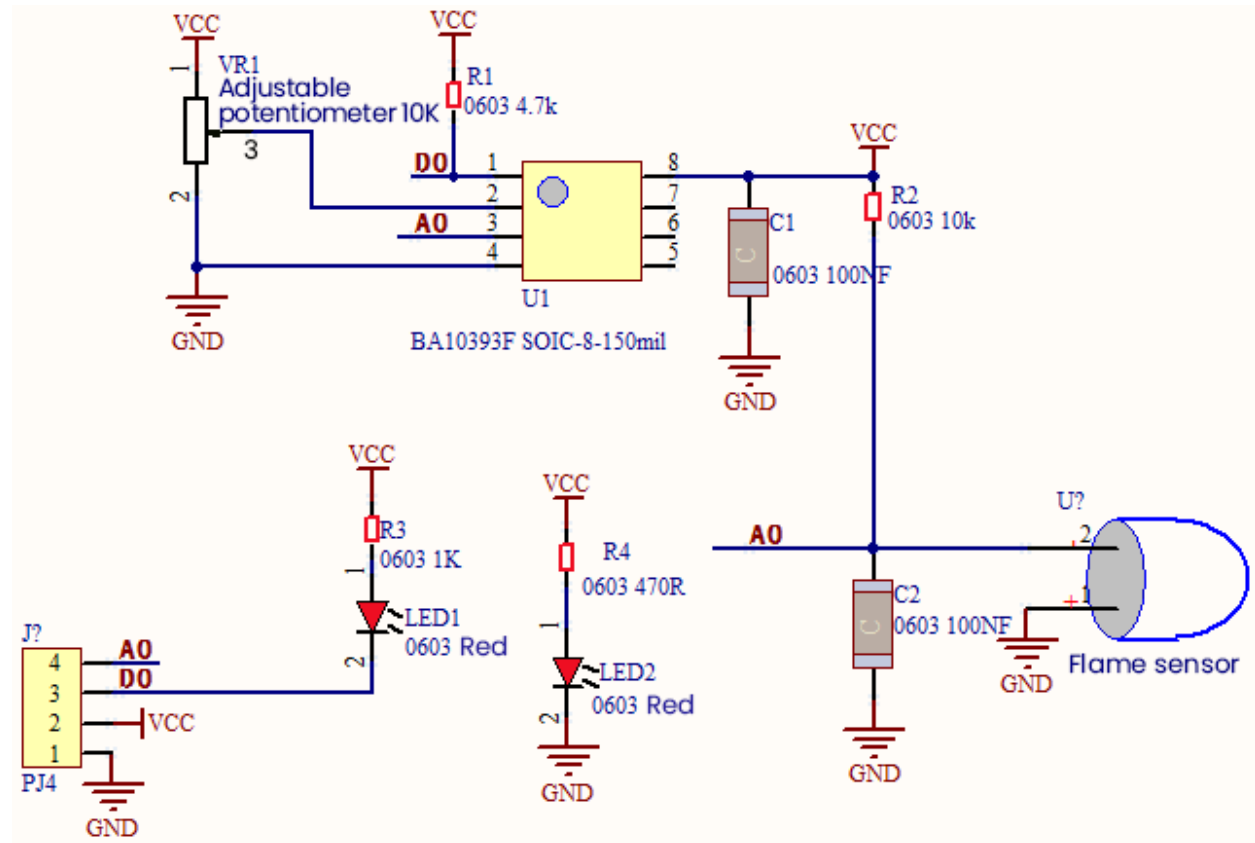 VCC
1
VR1
Adjustable
potentiometer 10K
3
2
GND
VCC
R1
0603 4.7k
D0
A0
1
2
3
4
8
7
6
5
U1
BA10393F SOIC-8-150mil
C1
C
0603 100NF
GND
VCC
R2
0603 10k
VCC
R3
0603 1K
1
LED1
0603 Red
2
J?
4
3
2
1
A0
D0
VCC
PJ4
GND
VCC
R4
0603 470R
1
LED2
0603 Red
2
GND
A0
C2
C
0603 100NF
GND
U?
2
1
GND
Flame sensor